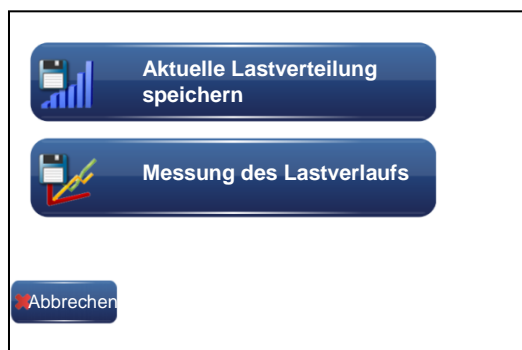 Aktuelle Lastverteilung
speichern
Messung des Lastverlaufs
Abbrechen